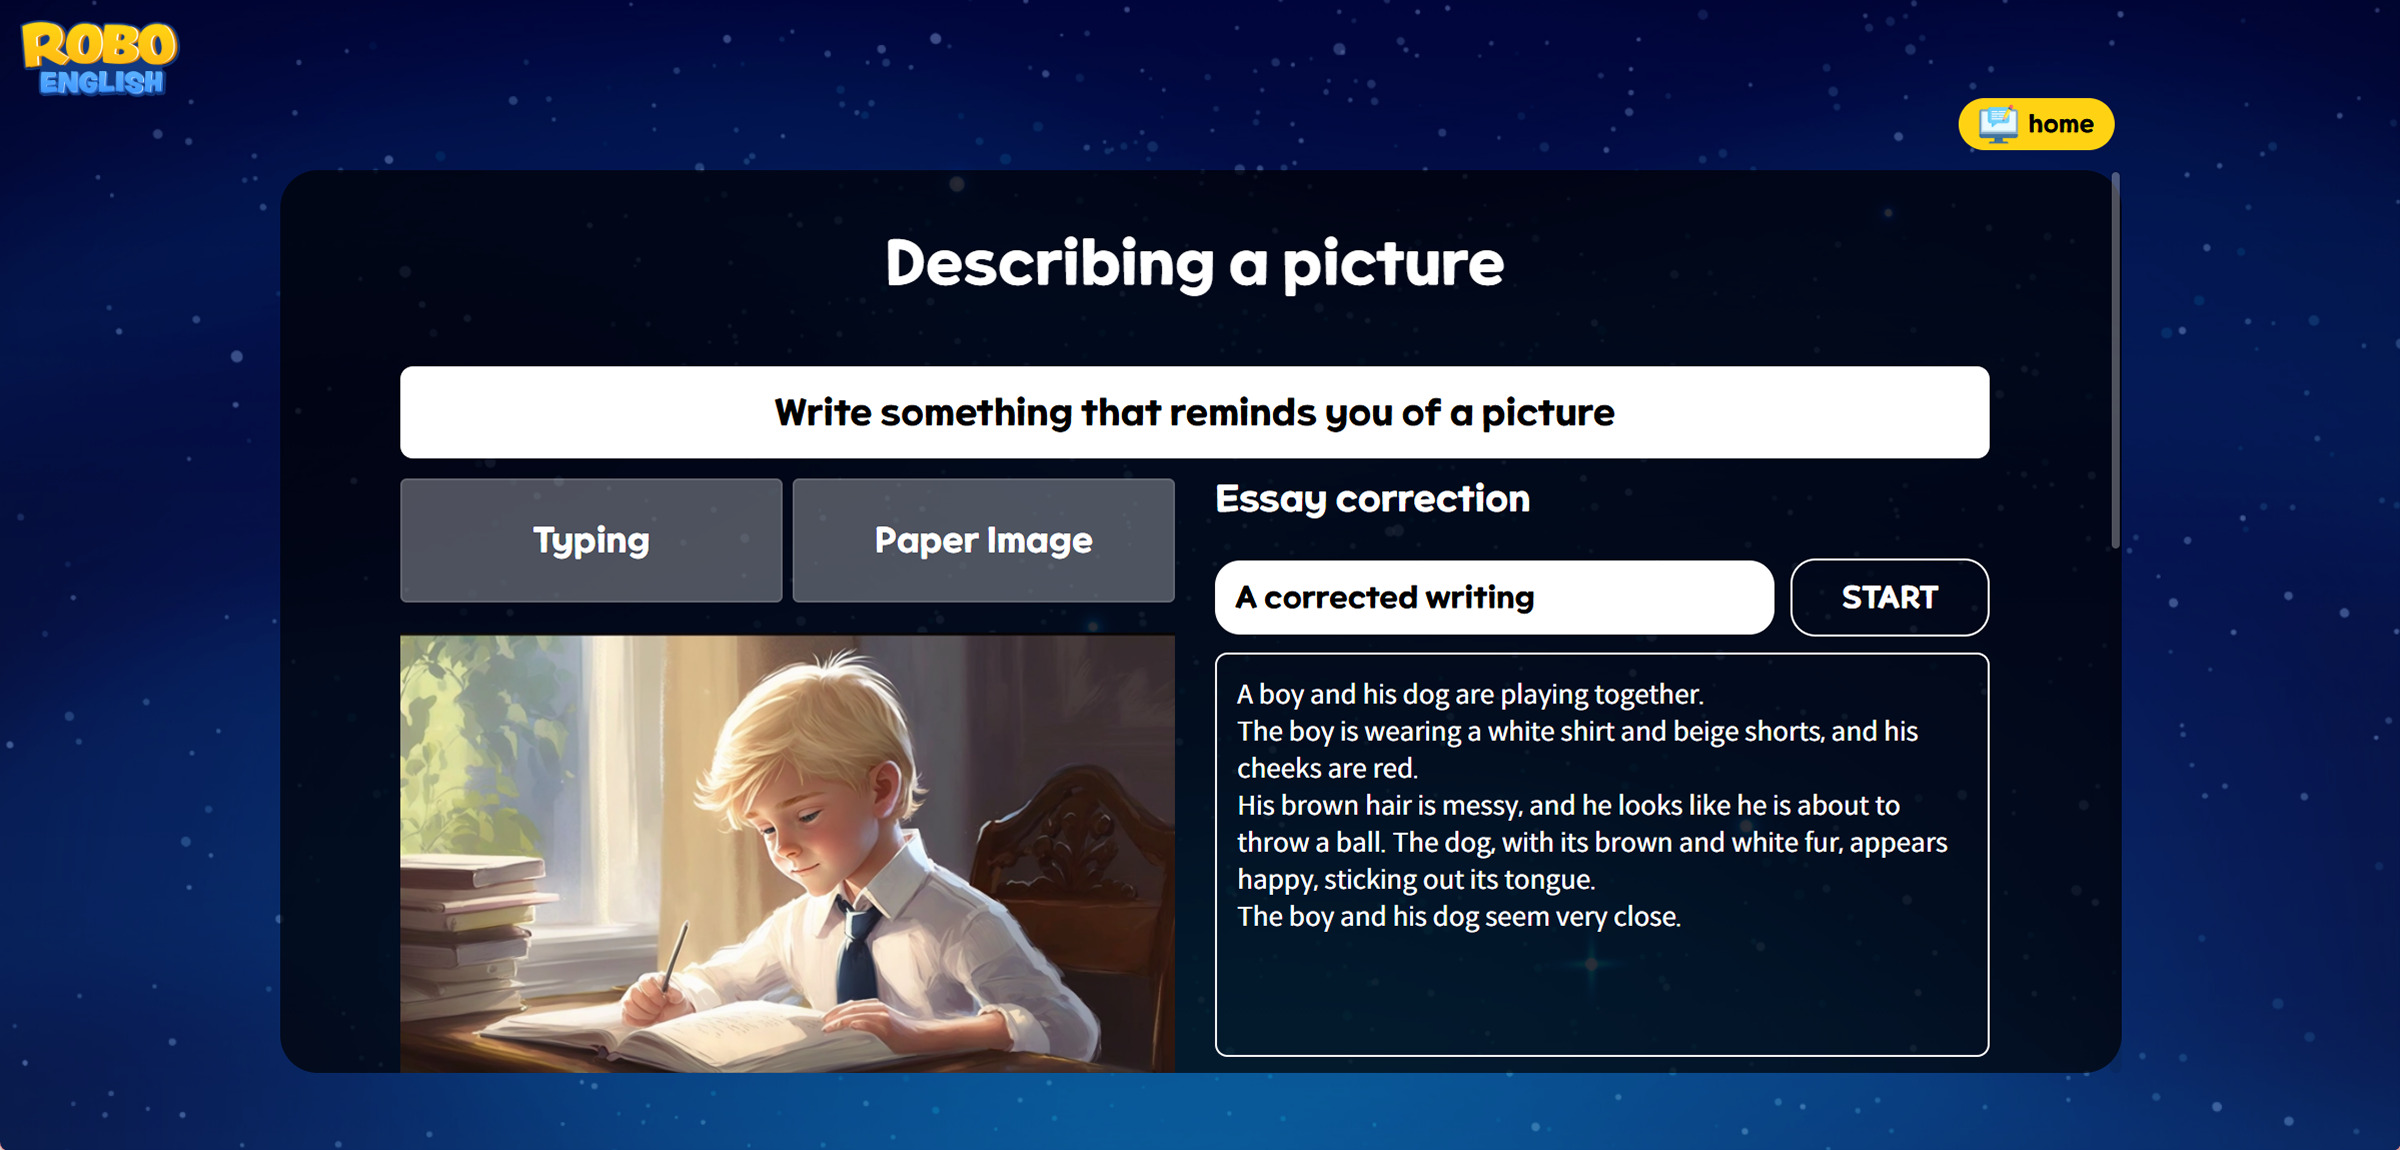 ROBO
ENGLISH
home
Describing a picture
Write something that reminds you of a picture
Typing
Paper Image
Essay correction
A corrected writing
START
A boy and his dog are playing together.
The boy is wearing a white shirt and beige shorts, and his
cheeks are red.
His brown hair is messy, and he looks like he is about to
throw a ball. The dog, with its brown and white fur, appears
happy, sticking out its tongue.
The boy and his dog seem very close.